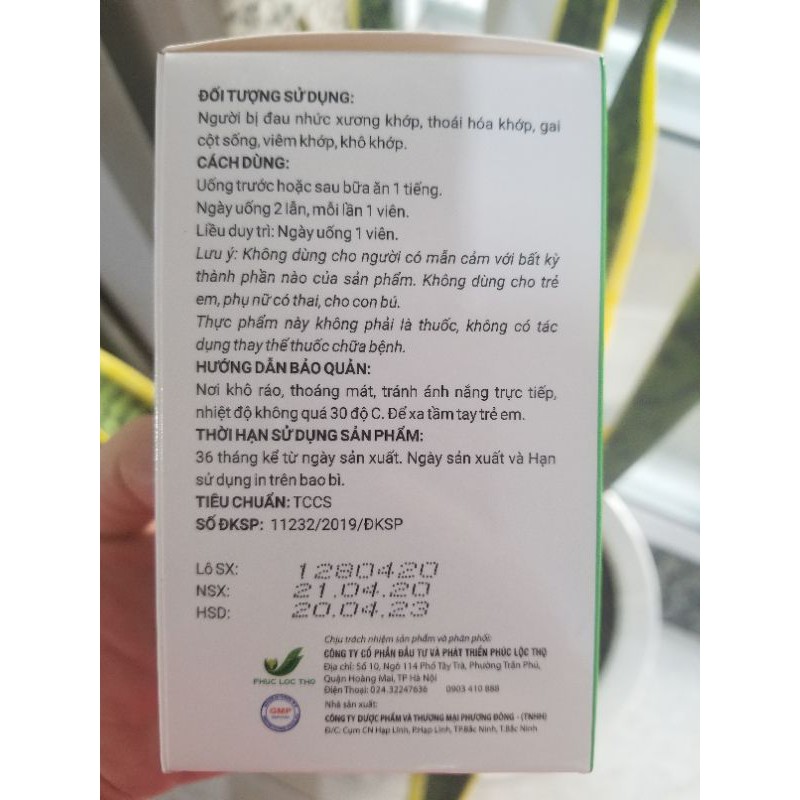 ĐỐI TƯỢNG SỬ DỤNG:
Người bị đau nhức xương khớp, thoái hóa khớp, gai
cột sống, viêm khớp, khô khớp.
CÁCH DÙNG:
Uống trước hoặc sau bữa ăn 1 tiếng.
Ngày uống 2 lần, mỗi lần 1 viên.
Liều duy trì: Ngày uống 1 viên.
Lưu ý: Không dùng cho người có mẫn cảm với bất kỳ
thành phần nào của sản phẩm. Không dùng cho trẻ
em, phụ nữ có thai, cho con bú.
Thực phẩm này không phải là thuốc, không có tác
dụng thay thế thuốc chữa bệnh.
HƯỚNG DẪN BẢO QUẢN:
Nơi khô ráo, thoáng mát, tránh ánh nắng trực tiếp,
nhiệt độ không quá 30 độ C. Để xa tầm tay trẻ em.
THỜI HẠN SỬ DỤNG SẢN PHẨM:
36 tháng kể từ ngày sản xuất. Ngày sản xuất và Hạn
sử dụng in trên bao bì.
TIÊU CHUẨN: TCCS
SỐ ĐKSP: 11232/2019/ĐKSP
Lô SX: 1280420
NSX: 21.04.20
HSD: 20.04.23
Chịu trách nhiệm sản phẩm và phân phối:
CÔNG TY CỔ PHẦN ĐẦU TƯ VÀ PHÁT TRIỂN PHÚC LỘC THỌ
Địa chỉ: Số 10, Ngõ 114 Phố Tây Trà, Phường Trần Phú,
Quận Hoàng Mai, TP Hà Nội
Điện Thoại: 024.32247636 0903 410 888
PHUC LOC THO
Nhà sản xuất:
CÔNG TY DƯỢC PHẨM VÀ THƯƠNG MẠI PHƯƠNG ĐÔNG - (TNHH)
Đ/C: Cụm CN Hạp Lĩnh, P.Hạp Lĩnh, TP.Bắc Ninh, T.Bắc Ninh
GMP